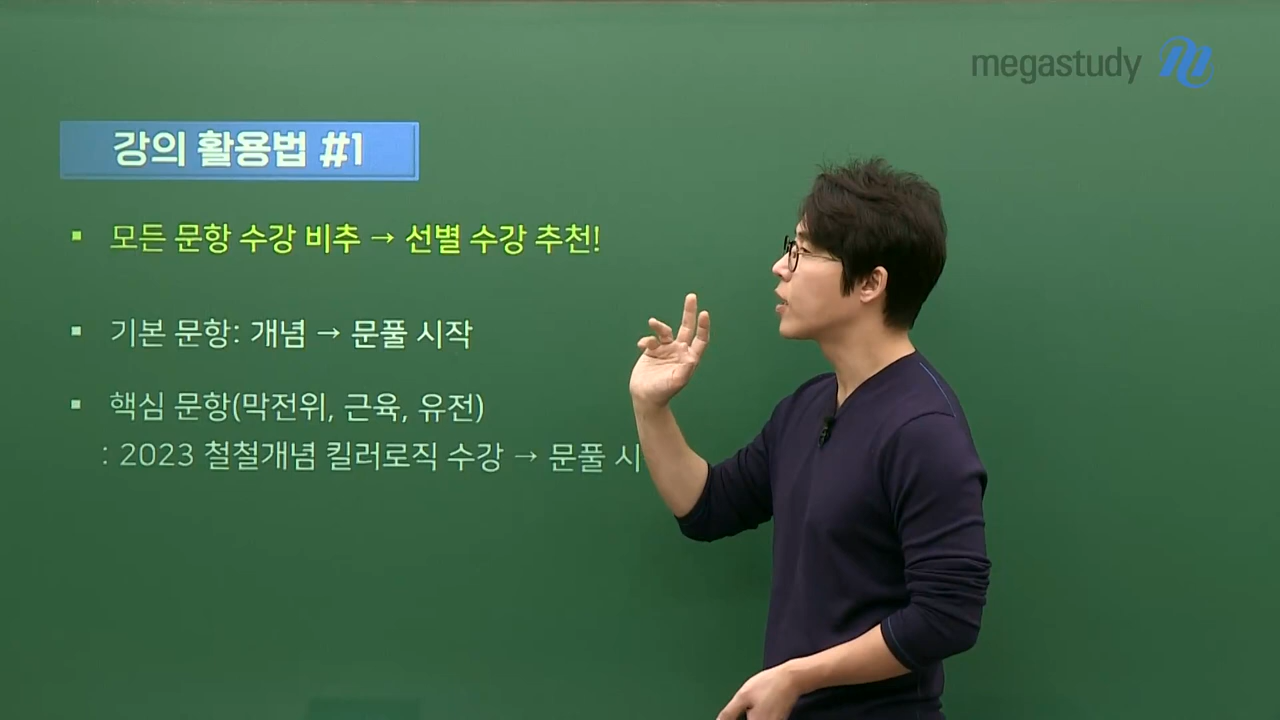 megastudy
강의 활용법 #1
▪ 모든 문항 수강 비추 → 선별 수강 추천!
▪ 기본 문항: 개념 → 문풀 시작
▪ 핵심 문항(막전위, 근육, 유전)
: 2023 철철개념 킬러로직 수강 → 문풀 시